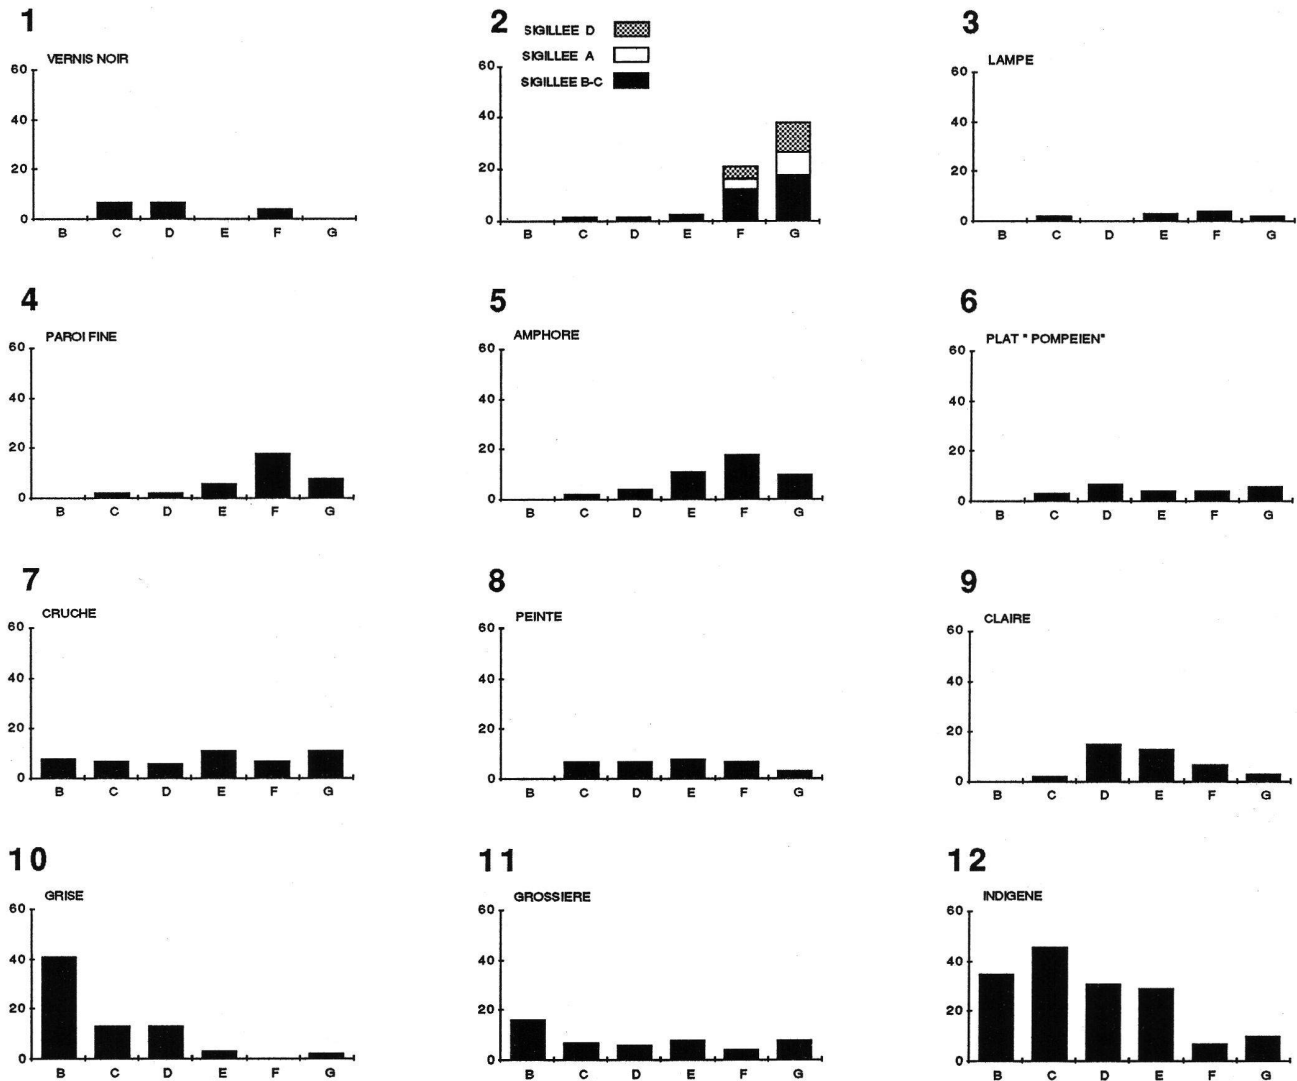 1
VERNIS NOIR
60
40
20
0
B C D E F G
2
SIGILLEE D
SIGILLEE A
SIGILLEE B-C
60
40
20
0
B C D E F G
3
LAMPE
60
40
20
0
B C D E F G
4
PAROI FINE
60
40
20
0
B C D E F G
5
AMPHORE
60
40
20
0
B C D E F G
6
PLAT " POMPEIEN"
60
40
20
0
B C D E F G
7
CRUCHE
60
40
20
0
B C D E F G
8
PEINTE
60
40
20
0
B C D E F G
9
CLAIRE
60
40
20
0
B C D E F G
10
GRISE
60
40
20
0
B C D E F G
11
GROSSIERE
60
40
20
0
B C D E F G
12
INDIGENE
60
40
20
0
B C D E F G